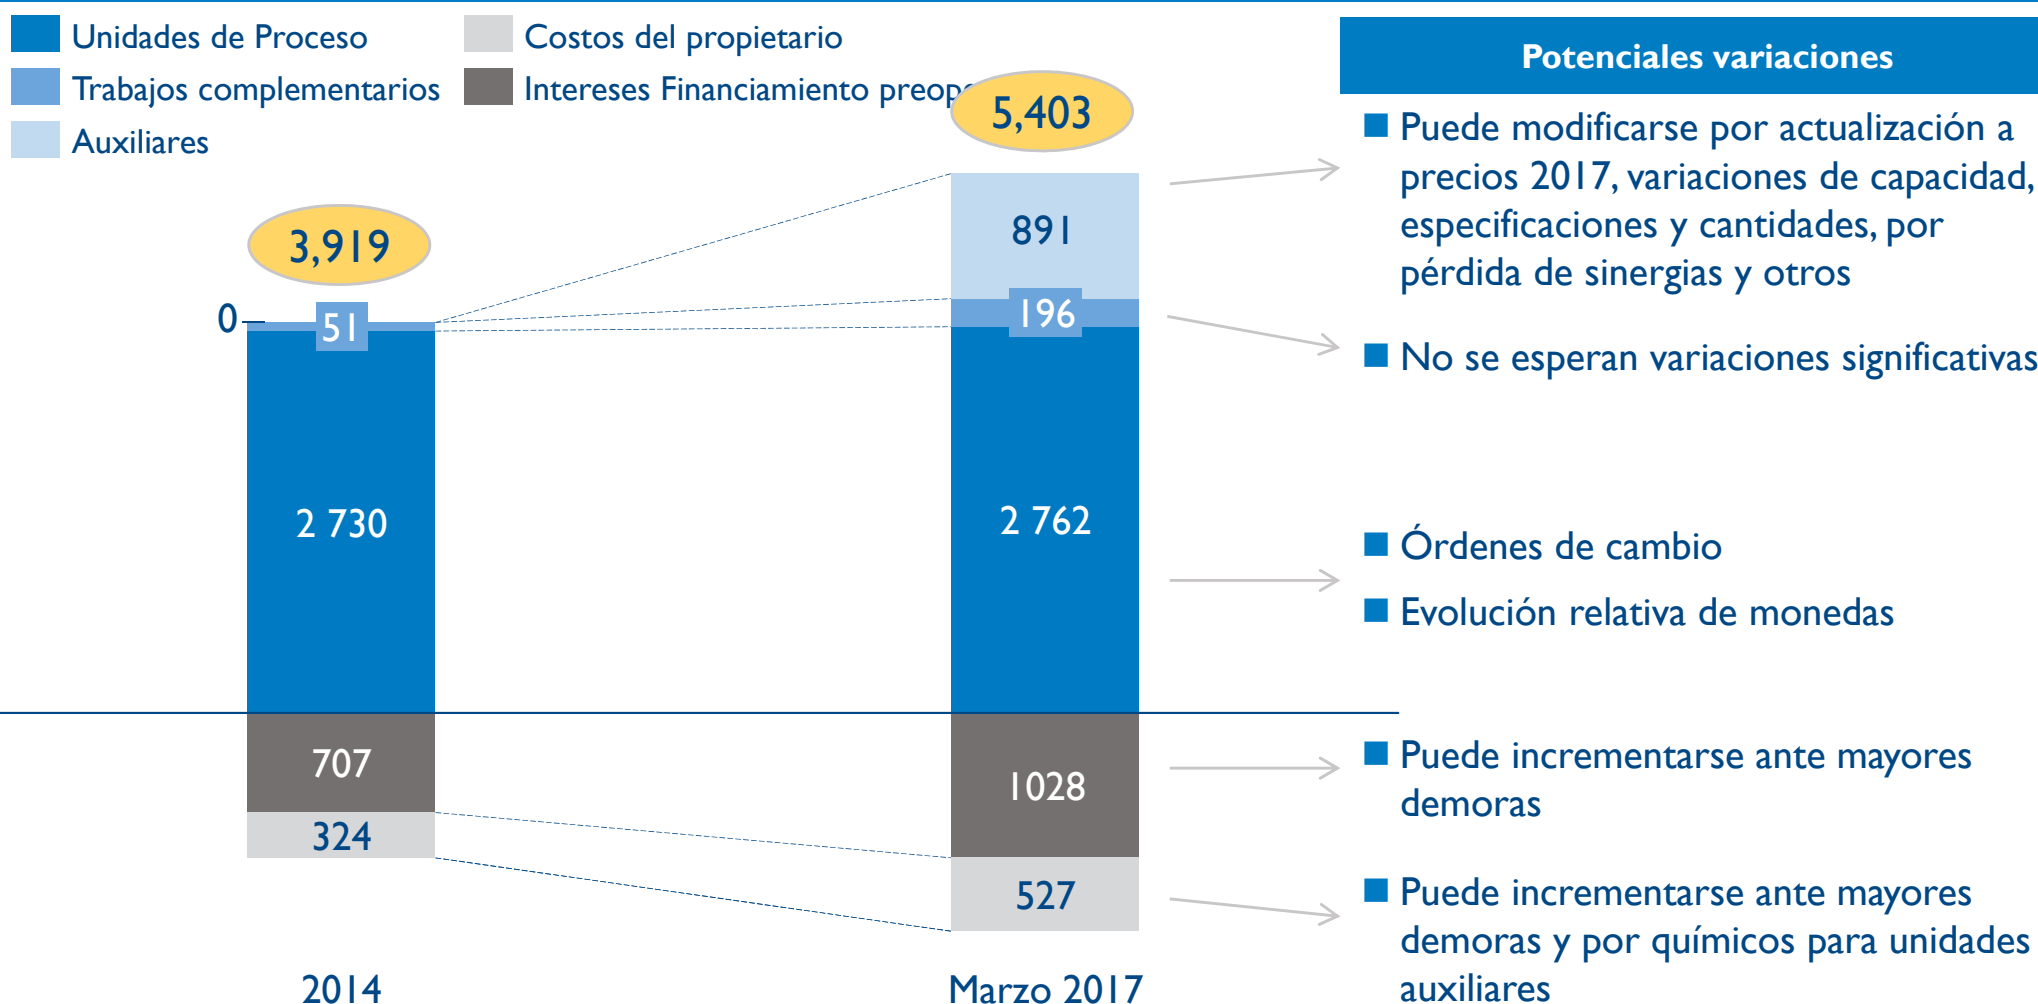 Unidades de Proceso
Trabajos complementarios
Auxiliares
Costos del propietario
Intereses Financiamiento
3,919
0
51
2 730
707
324
2014
5,403
891
196
2 762
1028
527
Marzo 2017
Potenciales variaciones
Puede modificarse por actualización a
precios 2017, variaciones de capacidad,
especificaciones y cantidades, por
pérdida de sinergias y otros
No se esperan variaciones significativas
Órdenes de cambio
Evolución relativa de monedas
Puede incrementarse ante mayores
demoras
Puede incrementarse ante mayores
demoras y por químicos para unidades
auxiliares